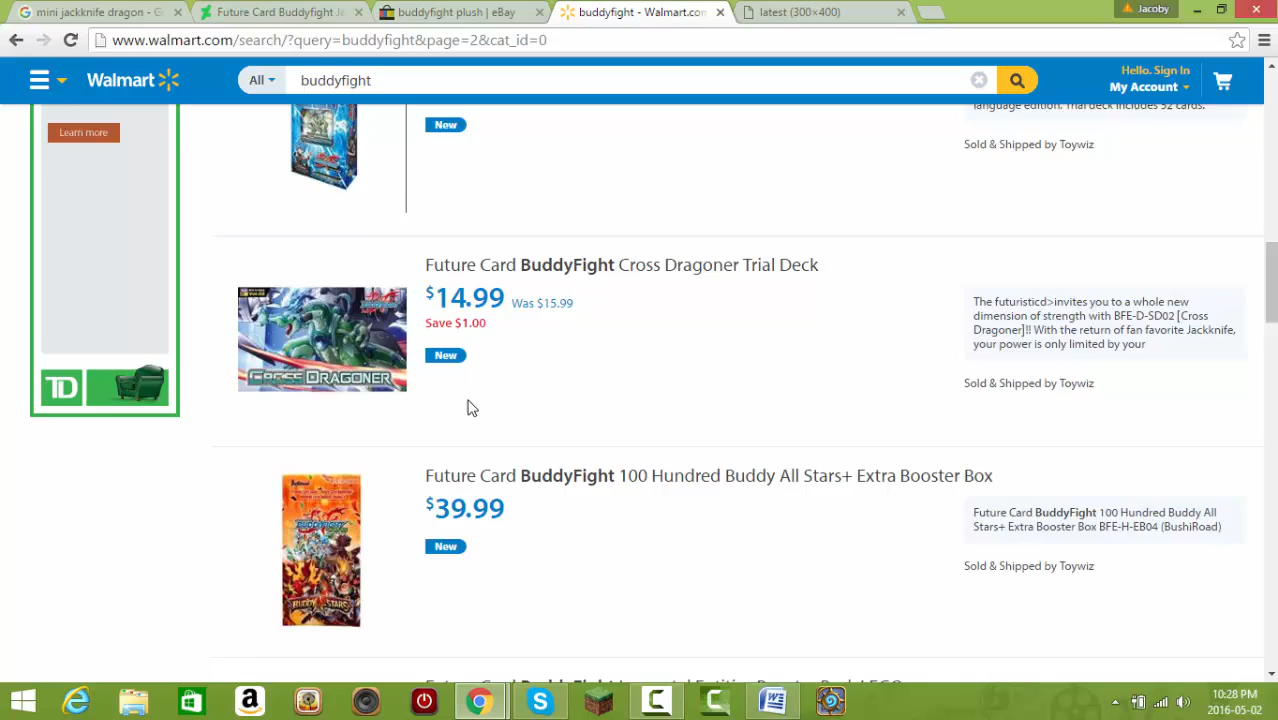 mini jackknife dragon - G
Future Card Buddyfight Je
buddyfight plush | eBay
buddyfight - Walmart.com
latest (300×400)
Jacoby
www.walmart.com/search/?query=buddyfight&page=2&cat_id=0
Walmart
All
buddyfight
Hello. Sign In
My Account
Learn more
New
language edition. Trial deck includes 52 cards.
Sold & Shipped by Toywiz
Future Card BuddyFight Cross Dragoner Trial Deck
$14.99 Was $15.99
Save $1.00
New
CROSS DRAGONER
The futuristicd>invites you to a whole new
dimension of strength with BFE-D-SD02 [Cross
Dragoner]!! With the return of fan favorite Jackknife,
your power is only limited by your
Sold & Shipped by Toywiz
TD
Future Card BuddyFight 100 Hundred Buddy All Stars+ Extra Booster Box
$39.99
New
BUDDYFIGHT
Future Card BuddyFight 100 Hundred Buddy All
Stars+ Extra Booster Box BFE-H-EB04 (BushiRoad)
Sold & Shipped by Toywiz
10:28 PM
2016-05-02